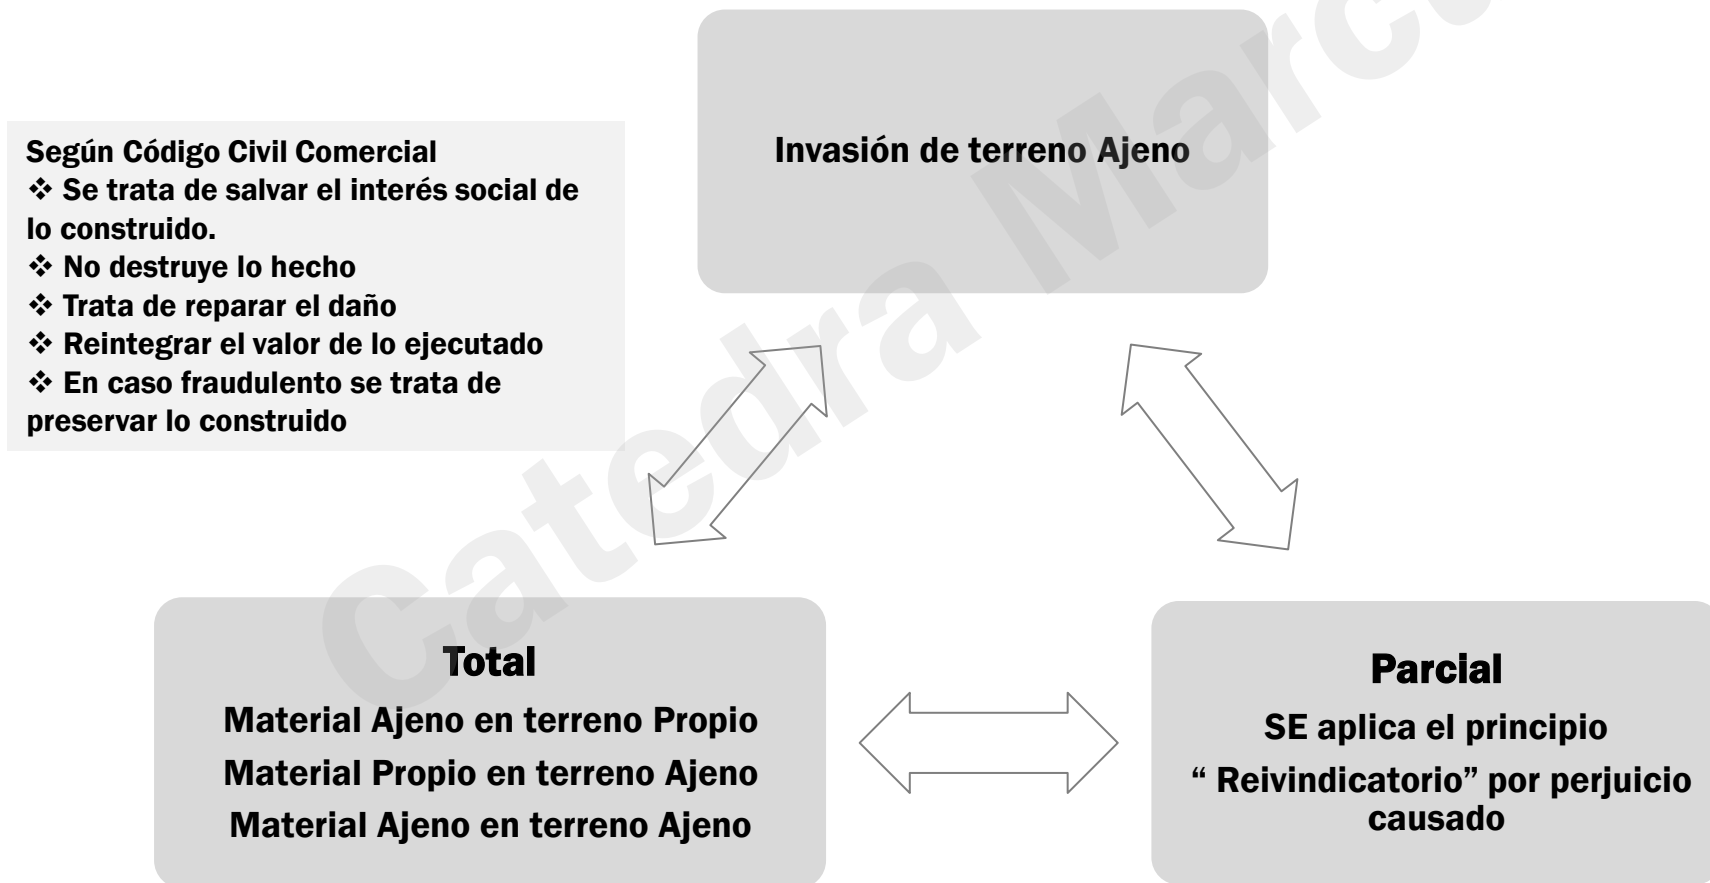 Invasión de terreno Ajeno
Según Código Civil Comercial
❖ Se trata de salvar el interés social de
lo construido.
❖ No destruye lo hecho
❖ Trata de reparar el daño
❖ Reintegrar el valor de lo ejecutado
❖ En caso fraudulento se trata de
preservar lo construido
Total
Material Ajeno en terreno Propio
Material Propio en terreno Ajeno
Material Ajeno en terreno Ajeno
Parcial
SE aplica el principio
“ Reivindicatorio” por perjuicio
causado
Catedra